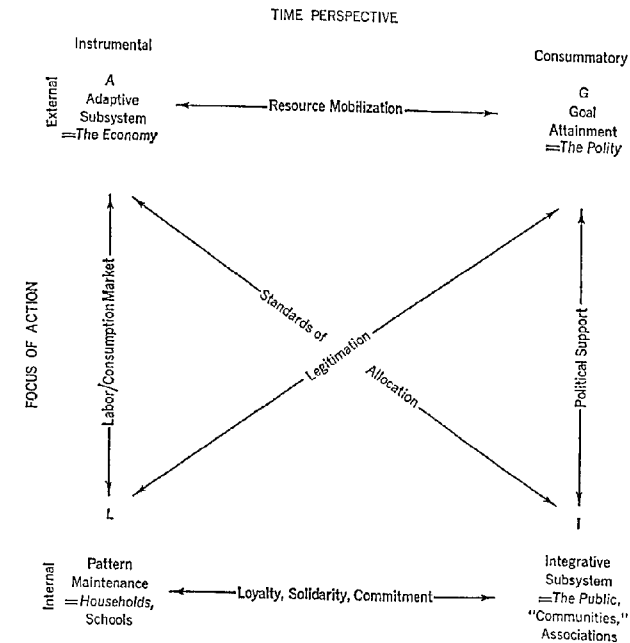 TIME PERSPECTIVE
Instrumental
Consummatory
External
A
Adaptive
Subsystem
=The Economy
Resource Mobilization
G
Goal
Attainment
=The Polity
FOCUS OF ACTION
Labor/Consumption Market
Standards of
Allocation
Legitimation
Political Support
Internal
L
Pattern
Maintenance
=Households,
Schools
Loyalty, Solidarity, Commitment
I
Integrative
Subsystem
=The Public,
"Communities,"
Associations